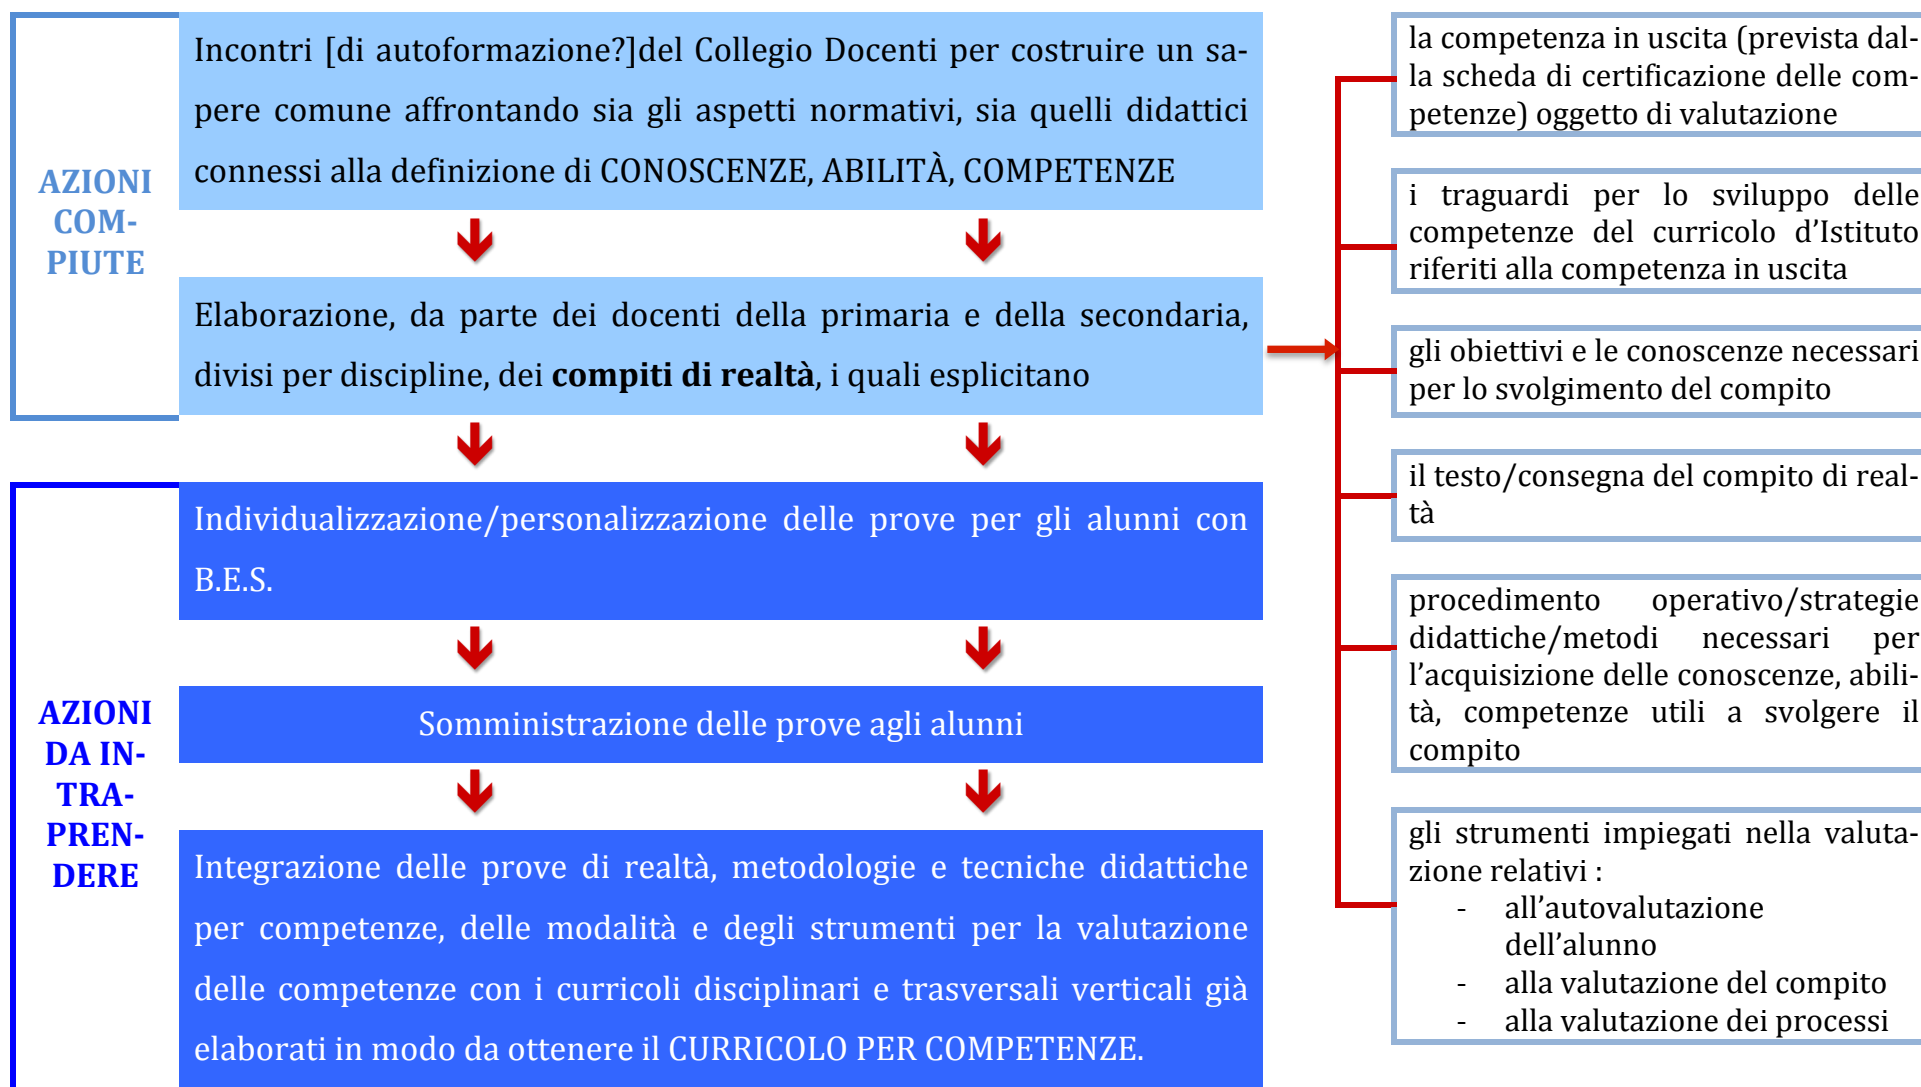 AZIONI
COM-
PIUTE
Incontri [di autoformazione?]del Collegio Docenti per costruire un sa-
pere comune affrontando sia gli aspetti normativi, sia quelli didattici
connessi alla definizione di CONOSCENZE, ABILITÀ, COMPETENZE
Elaborazione, da parte dei docenti della primaria e della secondaria,
divisi per discipline, dei compiti di realtà, i quali esplicitano
AZIONI
DA IN-
TRA-
PREN-
DERE
Individualizzazione/personalizzazione delle prove per gli alunni con
B.E.S.
Somministrazione delle prove agli alunni
Integrazione delle prove di realtà, metodologie e tecniche didattiche
per competenze, delle modalità e degli strumenti per la valutazione
delle competenze con i curricoli disciplinari e trasversali verticali già
elaborati in modo da ottenere il CURRICOLO PER COMPETENZE.
la competenza in uscita (prevista dal-
la scheda di certificazione delle com-
petenze) oggetto di valutazione
i traguardi per lo sviluppo delle
competenze del curricolo d’Istituto
riferiti alla competenza in uscita
gli obiettivi e le conoscenze necessari
per lo svolgimento del compito
il testo/consegna del compito di real-
tà
procedimento operativo/strategie
didattiche/metodi necessari per
l’acquisizione delle conoscenze, abili-
tà, competenze utili a svolgere il
compito
gli strumenti impiegati nella valuta-
zione relativi :
- all’autovalutazione
dell’alunno
- alla valutazione del compito
- alla valutazione dei processi